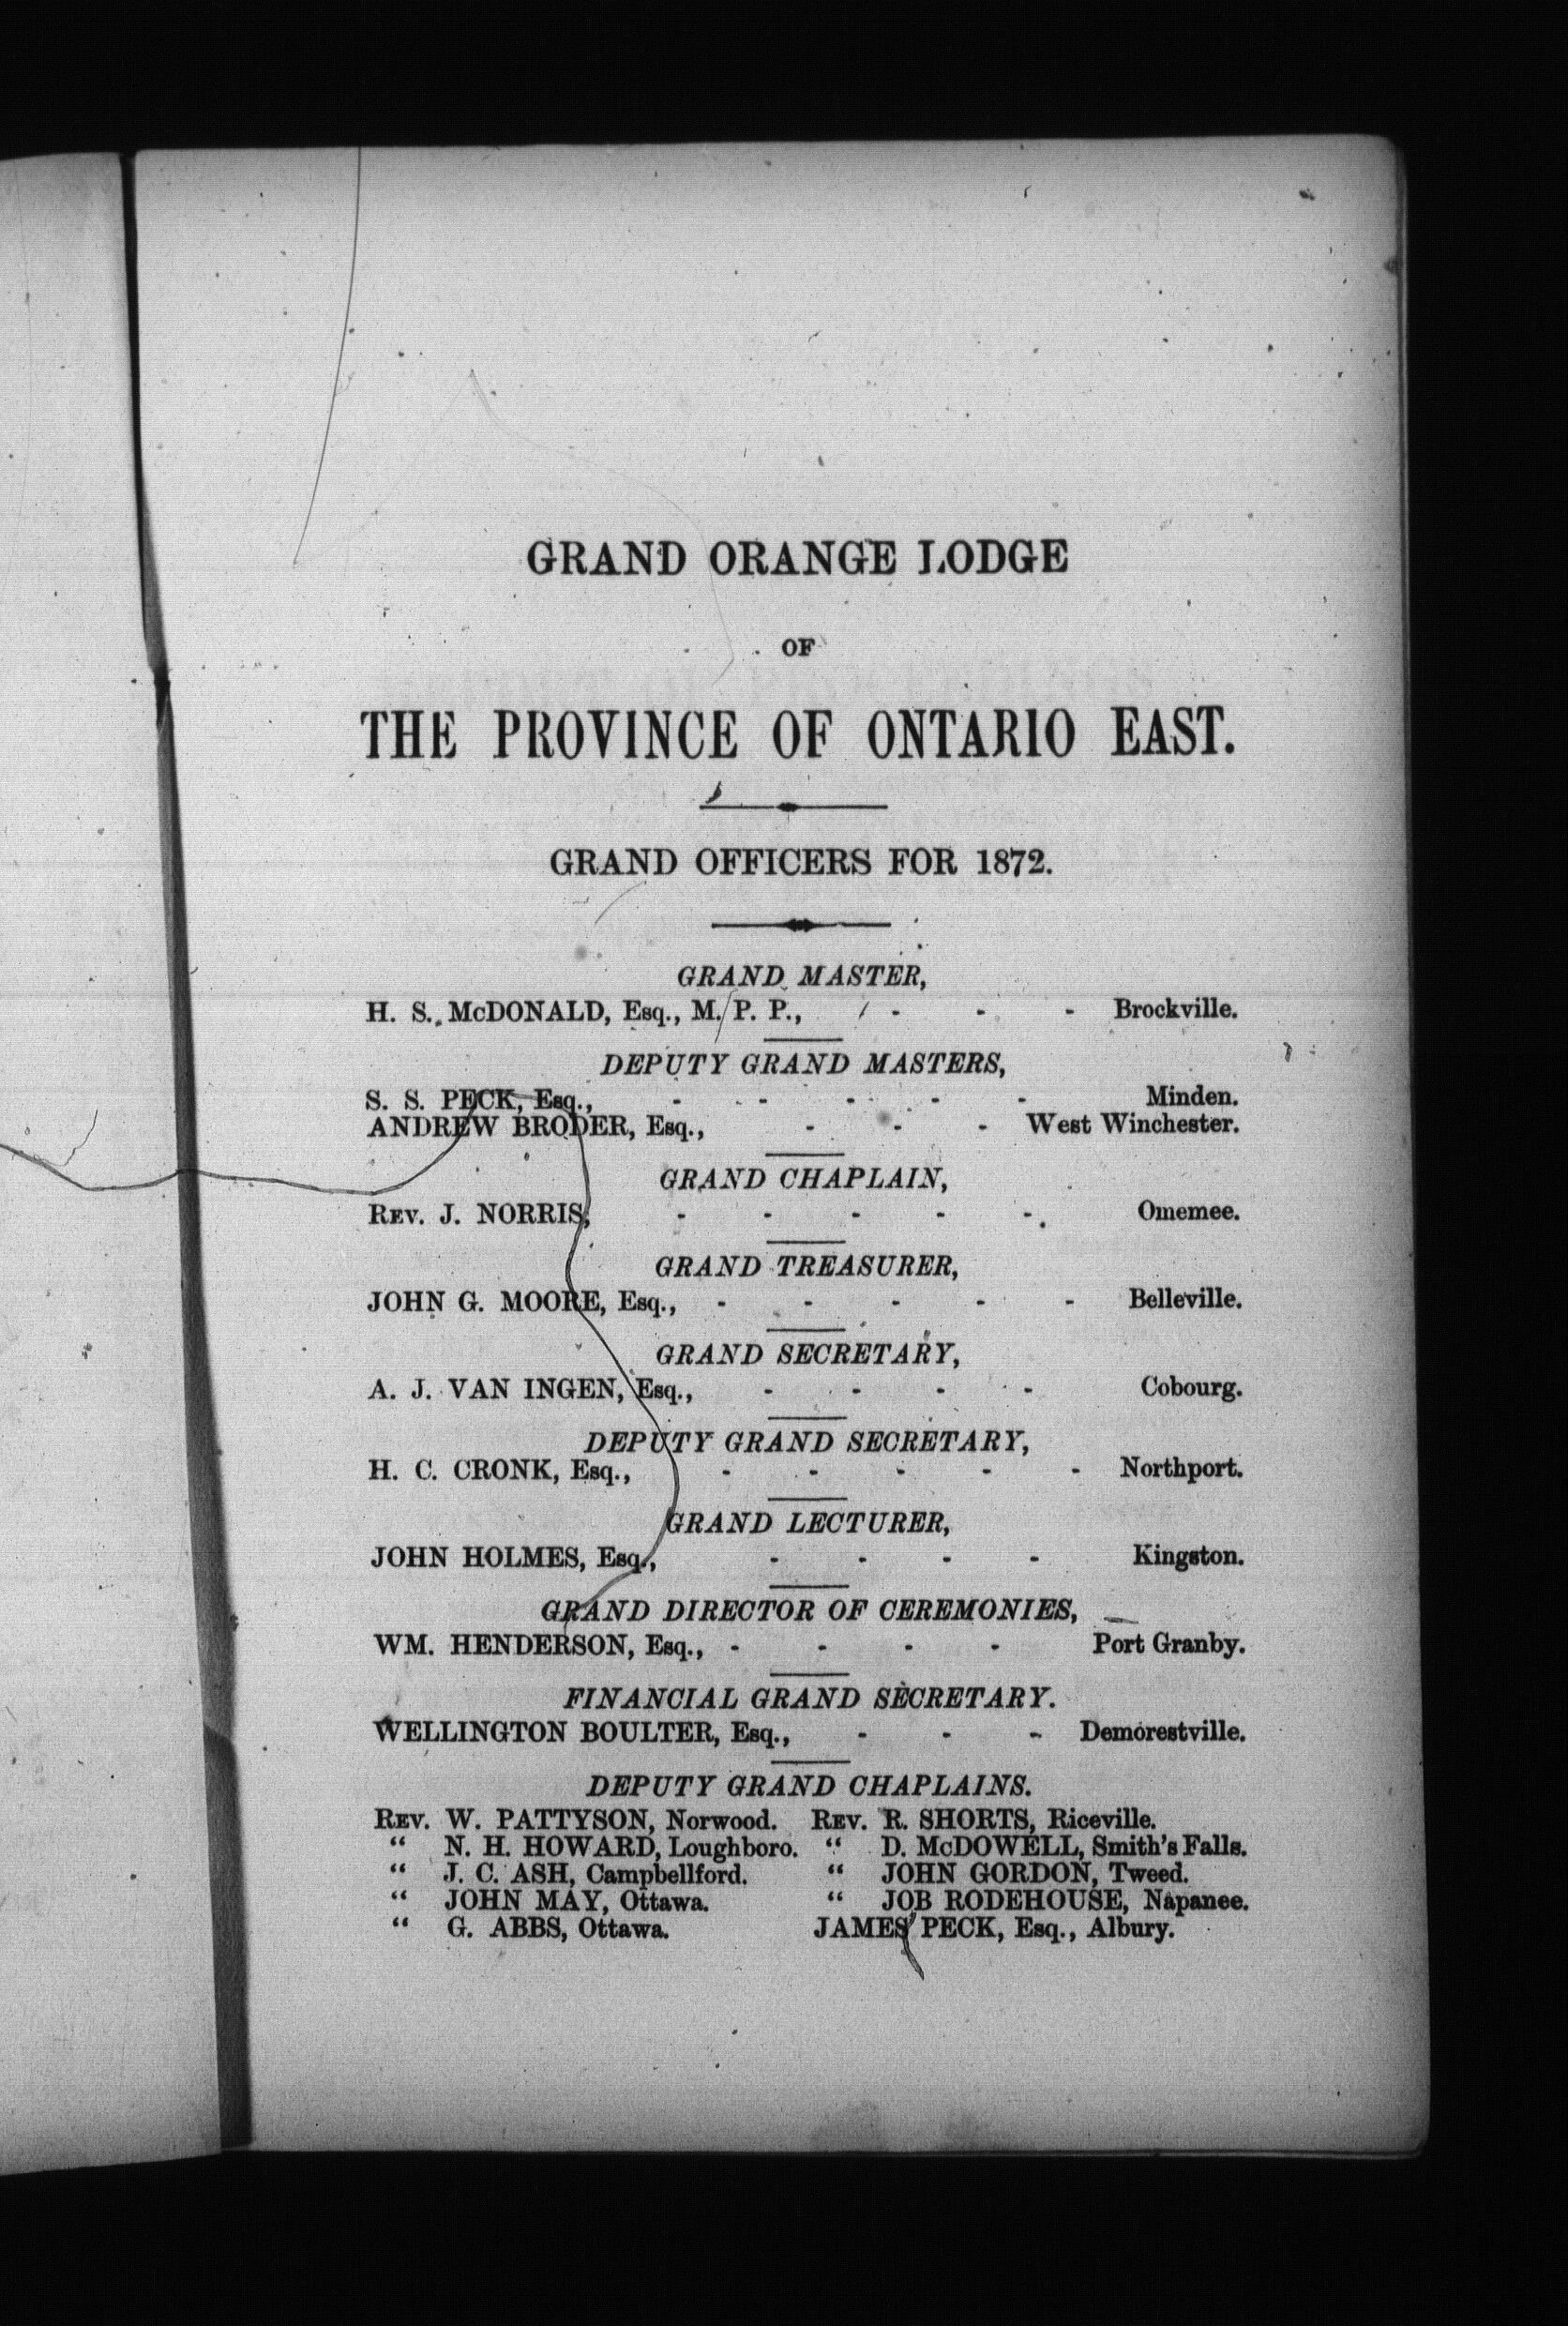 GRAND ORANGE LODGE
OF
THE PROVINCE OF ONTARIO EAST.
GRAND OFFICERS FOR 1872.
GRAND MASTER,
H. S. McDONALD, Esq., M. P. P., - - - Brockville.
DEPUTY GRAND MASTERS,
S. S. PECK, Esq., - - - - - Minden.
ANDREW BRODER, Esq., - - - West Winchester.
GRAND CHAPLAIN,
REV. J. NORRIS, - - - - - Omemee.
GRAND TREASURER,
JOHN G. MOORE, Esq., - - - - - Belleville.
GRAND SECRETARY,
A. J. VAN INGEN, Esq., - - - - Cobourg.
DEPUTY GRAND SECRETARY,
H. C. CRONK, Esq., - - - - - Northport.
GRAND LECTURER,
JOHN HOLMES, Esq., - - - - Kingston.
GRAND DIRECTOR OF CEREMONIES,
WM. HENDERSON, Esq., - - - - Port Granby.
FINANCIAL GRAND SECRETARY.
WELLINGTON BOULTER, Esq., - - - Demorestville.
DEPUTY GRAND CHAPLAINS.
REV. W. PATTYSON, Norwood. REV. R. SHORTS, Riceville.
“ N. H. HOWARD, Loughboro. “ D. McDOWELL, Smith's Falls.
“ J. C. ASH, Campbellford. “ JOHN GORDON, Tweed.
“ JOHN MAY, Ottawa. “ JOB RODEHOUSE, Napanee.
“ G. ABBS, Ottawa. JAMES PECK, Esq., Albury.